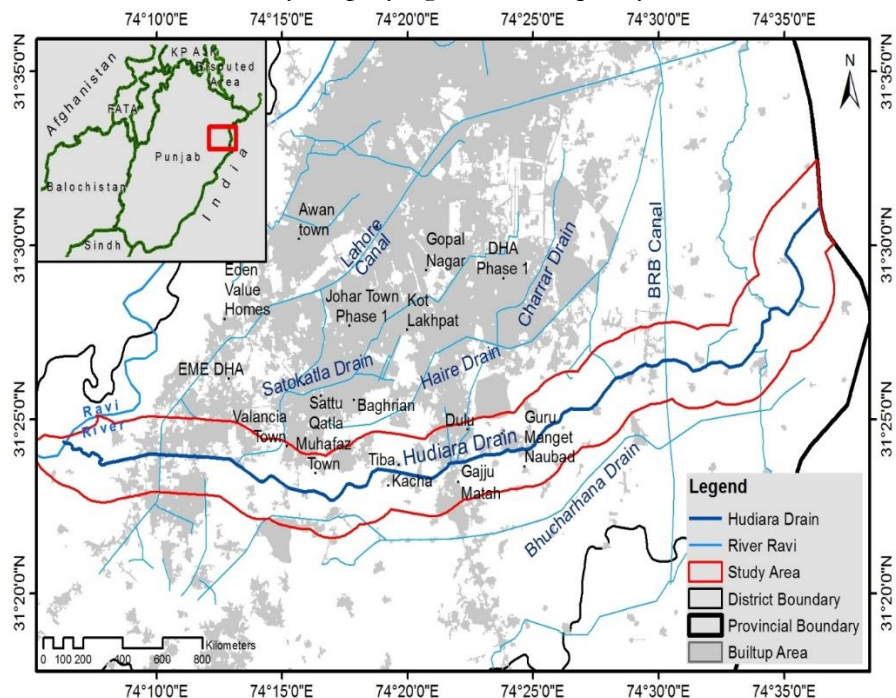 74°10'0"E
74°15'0"E
74°20'0"E
74°25'0"E
74°30'0"E
74°35'0"E
31°35'0"N
31°30'0"N
31°25'0"N
31°20'0"N
31°35'0"N
31°30'0"N
31°25'0"N
31°20'0"N
Afghanistan
KP
AJK
Disputed
Area
FATA
Punjab
India
Balochistan
Sindh
N
Awan
town
Lahore
Canal
Gopal
Nagar
DHA
Phase 1
Charrar Drain
BRB Canal
Eden
Value
Homes
Johar Town
Phase 1
Kot
Lakhpat
EME DHA
Satokatla Drain
Haire Drain
Ravi
River
Valancia
Town
Sattu
Qatla
Baghrian
Muhafaz
Town
Dulu
Hudiara Drain
Guru
Manget
Naubad
Tiba
Kacha
Gajju
Matah
Bhucharhana Drain
Legend
Hudiara Drain
River Ravi
Study Area
District Boundary
Provincial Boundary
Builtup Area
Kilometers
0 100 200 400 600 800
74°10'0"E
74°15'0"E
74°20'0"E
74°25'0"E
74°30'0"E
74°35'0"E